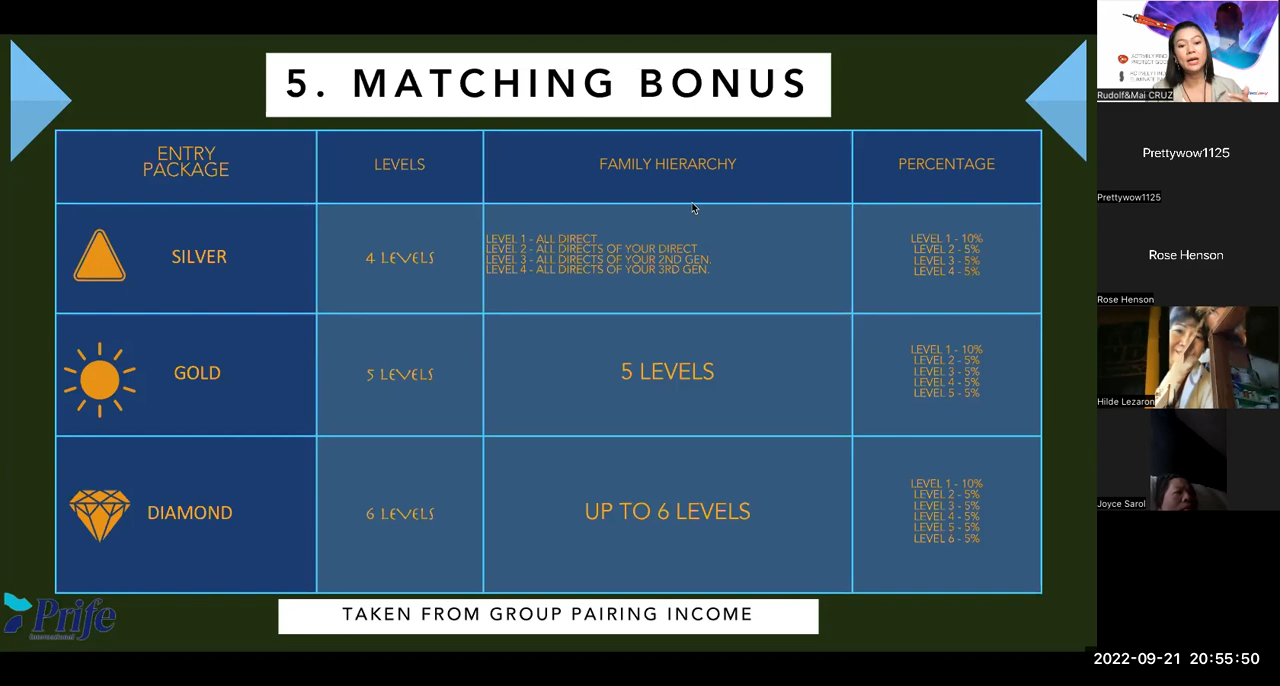 5. MATCHING BONUS
ENTRY
PACKAGE
LEVELS
FAMILY HIERARCHY
PERCENTAGE
SILVER
4 LEVELS
LEVEL 1 - ALL DIRECT
LEVEL 2 - ALL DIRECTS OF YOUR DIRECT
LEVEL 3 - ALL DIRECTS OF YOUR 2ND GEN.
LEVEL 4 - ALL DIRECTS OF YOUR 3RD GEN.
LEVEL 1 - 10%
LEVEL 2 - 5%
LEVEL 3 - 5%
LEVEL 4 - 5%
GOLD
5 LEVELS
5 LEVELS
LEVEL 1 - 10%
LEVEL 2 - 5%
LEVEL 3 - 5%
LEVEL 4 - 5%
LEVEL 5 - 5%
DIAMOND
6 LEVELS
UP TO 6 LEVELS
LEVEL 1 - 10%
LEVEL 2 - 5%
LEVEL 3 - 5%
LEVEL 4 - 5%
LEVEL 5 - 5%
LEVEL 6 - 5%
Prife
International
TAKEN FROM GROUP PAIRING INCOME
Rudolf&Mai CRUZ
Prettywow1125
Prettywow1125
Rose Henson
Rose Henson
Hilde Lezaron
Joyce Sarol
2022-09-21 20:55:50